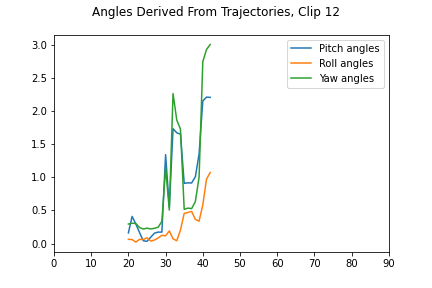 Angles Derived From Trajectories, Clip 12
3.0
2.5
2.0
1.5
1.0
0.5
0.0
Pitch angles
Roll angles
Yaw angles
0 10 20 30 40 50 60 70 80 90